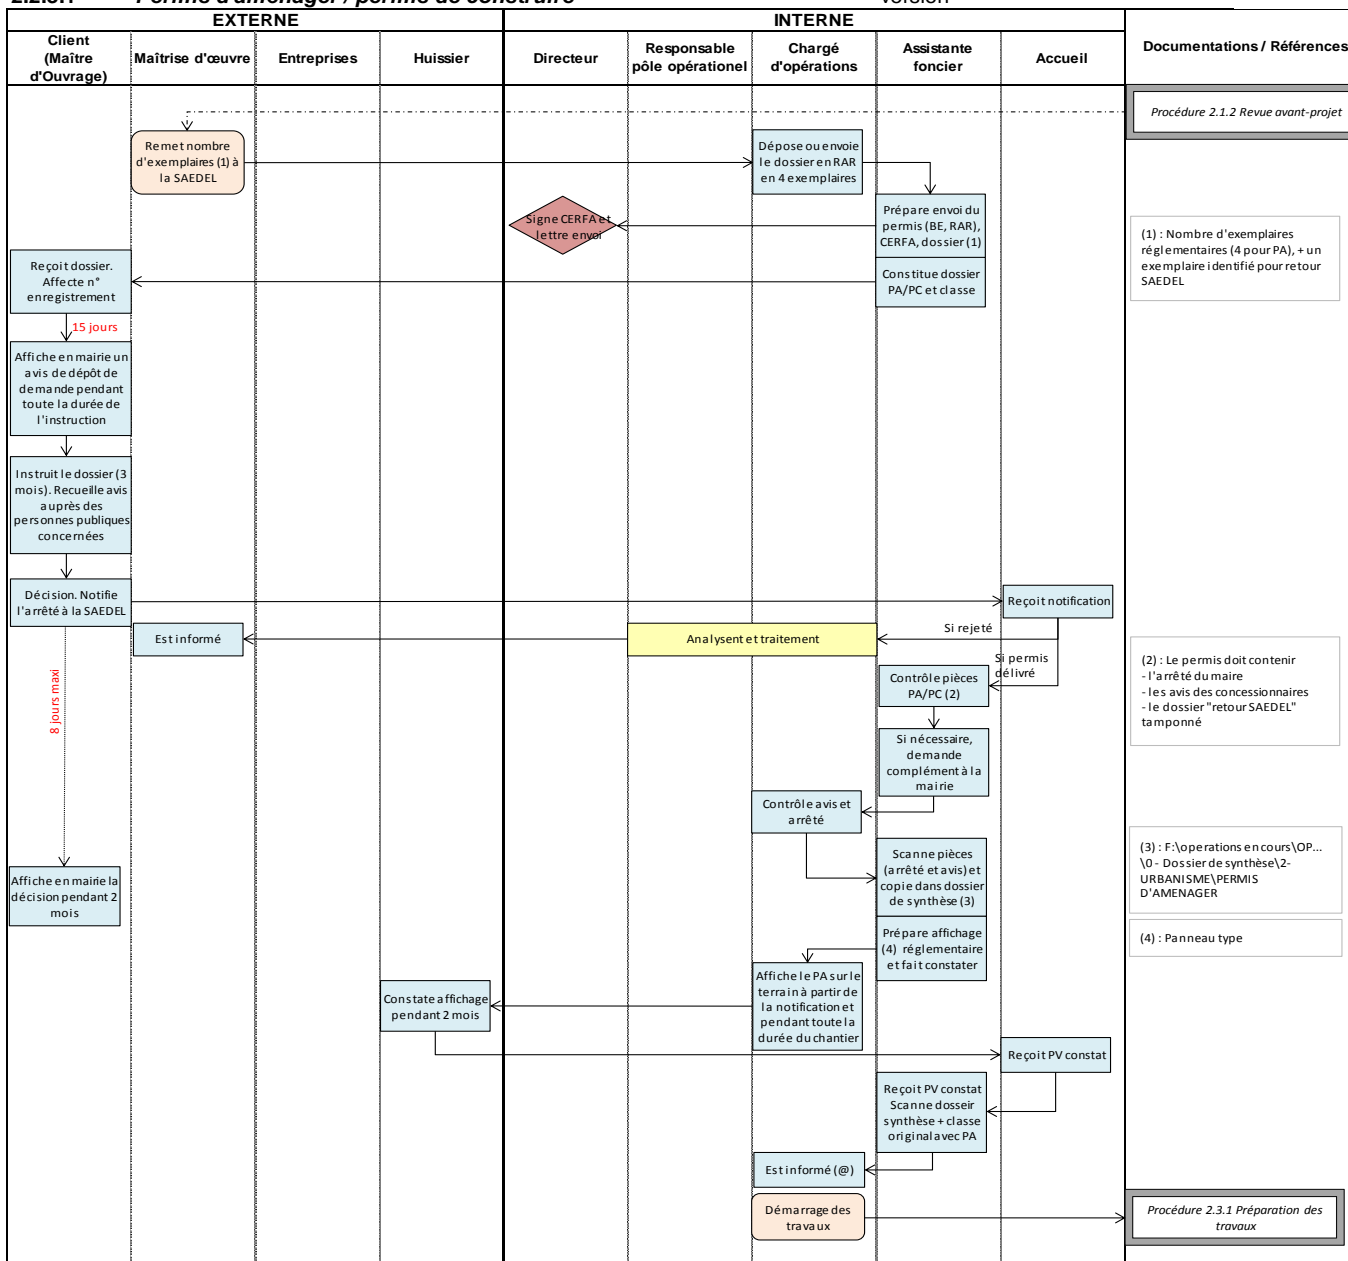 2.2.3.1 Permis d'aménager / permis de construire version
EXTERNE INTERNE
Client
(Maître
d'Ouvrage)
Maîtrise d'œuvre
Entreprises
Huissier
Directeur
Responsable
pôle opérationel
Chargé
d'opérations
Assistante
foncier
Accueil
Documentations / Références
Procédure 2.1.2 Revue avant-projet
Remet nombre
d'exemplaires (1) à
la SAEDEL
Dépose ou envoie
le dossier en RAR
en 4 exemplaires
Signe CERFA et
lettre envoi
Prépare envoi du
permis (BE, RAR),
CERFA, dossier (1)
(1) : Nombre d'exemplaires
réglementaires (4 pour PA), + un
exemplaire identifié pour retour
SAEDEL
Reçoit dossier.
Affecte n°
enregistrement
Constitue dossier
PA/PC et classe
15 jours
Affiche en mairie un
avis de dépôt de
demande pendant
toute la durée de
l'instruction
Instruit le dossier (3
mois). Recueille avis
auprès des
personnes publiques
concernées
Décision. Notifie
l'arrêté à la SAEDEL
Reçoit notification
Est informé
Analysent et traitement
Si rejeté
Si permis
délivré
8 jours maxi
Contrôle pièces
PA/PC (2)
(2) : Le permis doit contenir
- l'arrêté du maire
- les avis des concessionnaires
- le dossier "retour SAEDEL"
tamponné
Si nécessaire,
demande
complément à la
mairie
Contrôle avis et
arrêté
Scanne pièces
(arrêté et avis) et
copie dans dossier
de synthèse (3)
(3) : F:\operations en cours\OP...
\0 - Dossier de synthèse\2-
URBANISME\PERMIS
D'AMENAGER
Affiche en mairie la
décision pendant 2
mois
Prépare affichage
(4) réglementaire
et fait constater
(4) : Panneau type
Affiche le PA sur le
terrain à partir de
la notification et
pendant toute la
durée du chantier
Constate affichage
pendant 2 mois
Reçoit PV constat
Reçoit PV constat
Scanne dosseir
synthèse + classe
original avec PA
Est informé (@)
Démarrage des
travaux
Procédure 2.3.1 Préparation des
travaux